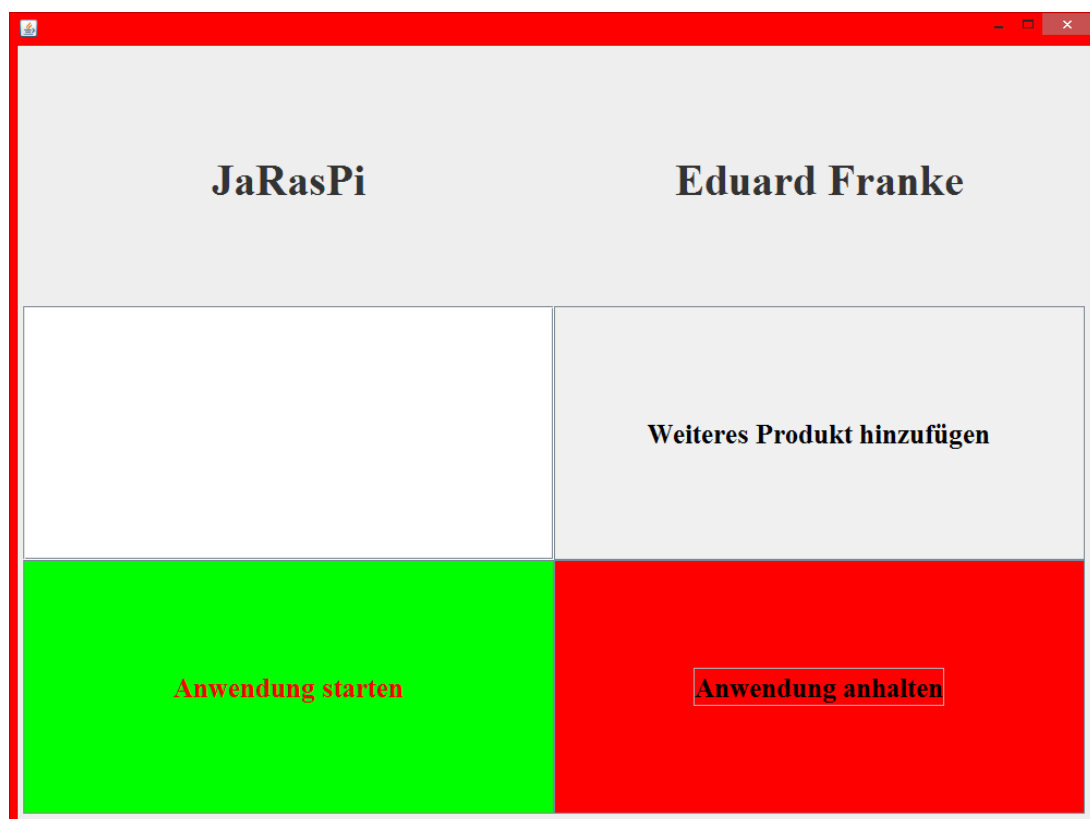 JaRasPi
Eduard Franke
Weiteres Produkt hinzufügen
Anwendung starten
Anwendung anhalten